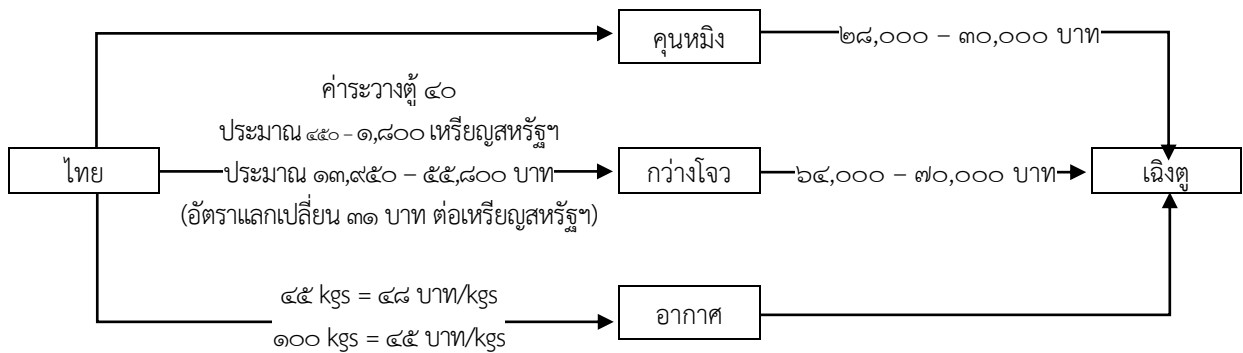 คุนหมิง
๒๘,๐๐๐ – ๓๐,๐๐๐ บาท
ค่าระวางตู้ ๔๐
ประมาณ ๔๕๐ – ๑,๘๐๐ เหรียญสหรัฐฯ
ไทย
ประมาณ ๑๓,๙๕๐ – ๕๕,๘๐๐ บาท
กว่างโจว
๖๔,๐๐๐ – ๗๐,๐๐๐ บาท
เฉิงตู
(อัตราแลกเปลี่ยน ๓๑ บาท ต่อเหรียญสหรัฐฯ)
๔๕ kgs = ๔๘ บาท/kgs
อากาศ
๑๐๐ kgs = ๔๕ บาท/kgs